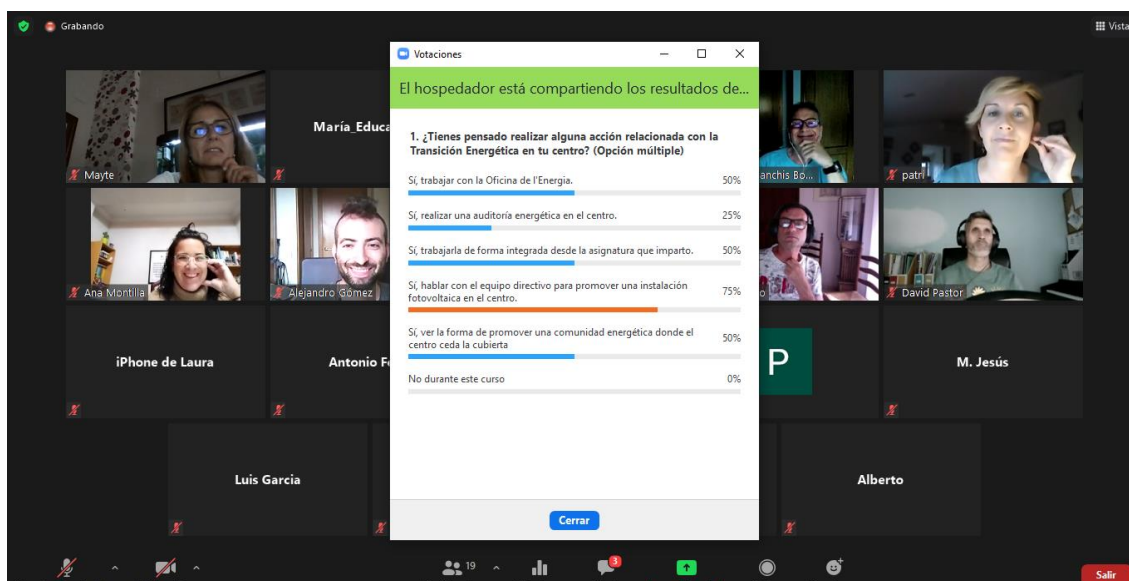 Grabando
Vista
Votaciones
El hospedador está compartiendo los resultados de...
1. ¿Tienes pensado realizar alguna acción relacionada con la
Transición Energética en tu centro? (Opción múltiple)
Sí, trabajar con la Oficina de l'Energia. 50%
Sí, realizar una auditoría energética en el centro. 25%
Sí, trabajarla de forma integrada desde la asignatura que imparto. 50%
Sí, hablar con el equipo directivo para promover una instalación
fotovoltaica en el centro. 75%
Sí, ver la forma de promover una comunidad energética donde el
centro ceda la cubierta 50%
No durante este curso 0%
Cerrar
Mayte
María_Educa
anchis Bo...
patri
Ana Montilla
Alejandro Gómez
o
David Pastor
iPhone de Laura
Antonio Fe
P
M. Jesús
Luis Garcia
Alberto
19
3
Salir